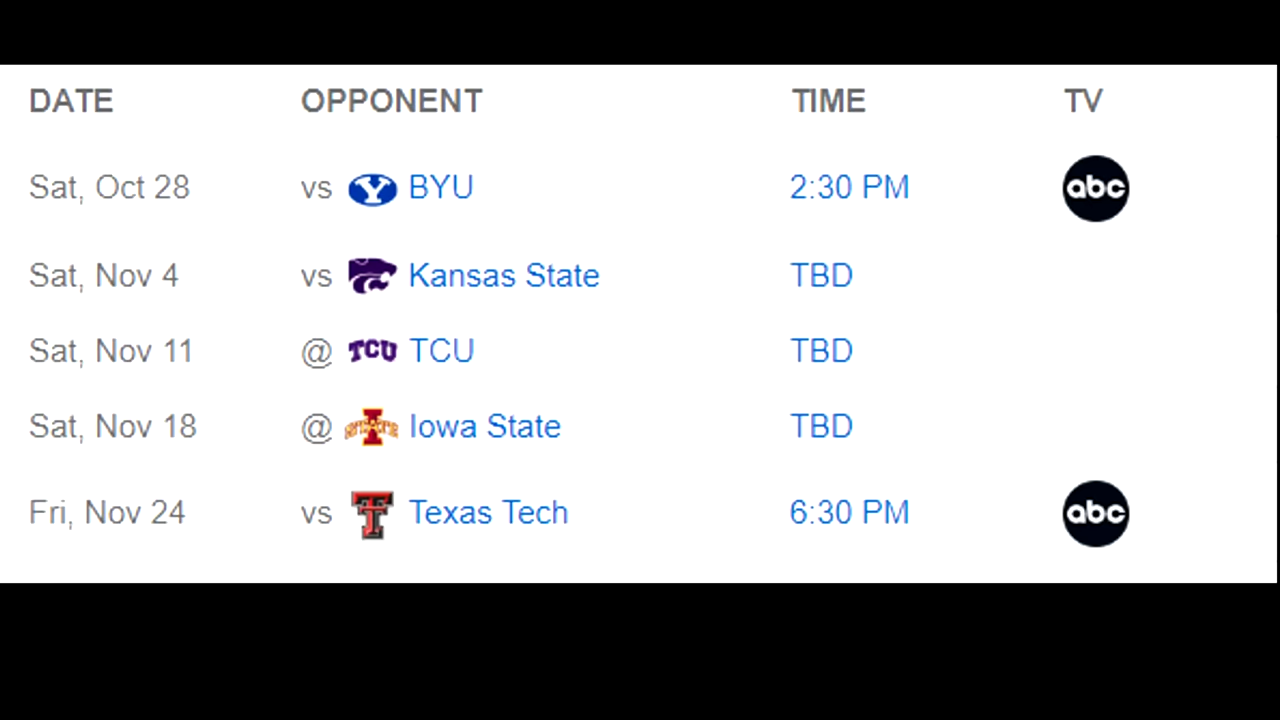 DATE OPPONENT TIME TV
Sat, Oct 28 vs Y BYU 2:30 PM abc
Sat, Nov 4 vs Kansas State TBD
Sat, Nov 11 @ TCU TCU TBD
Sat, Nov 18 @ I STATE Iowa State TBD
Fri, Nov 24 vs T Texas Tech 6:30 PM abc